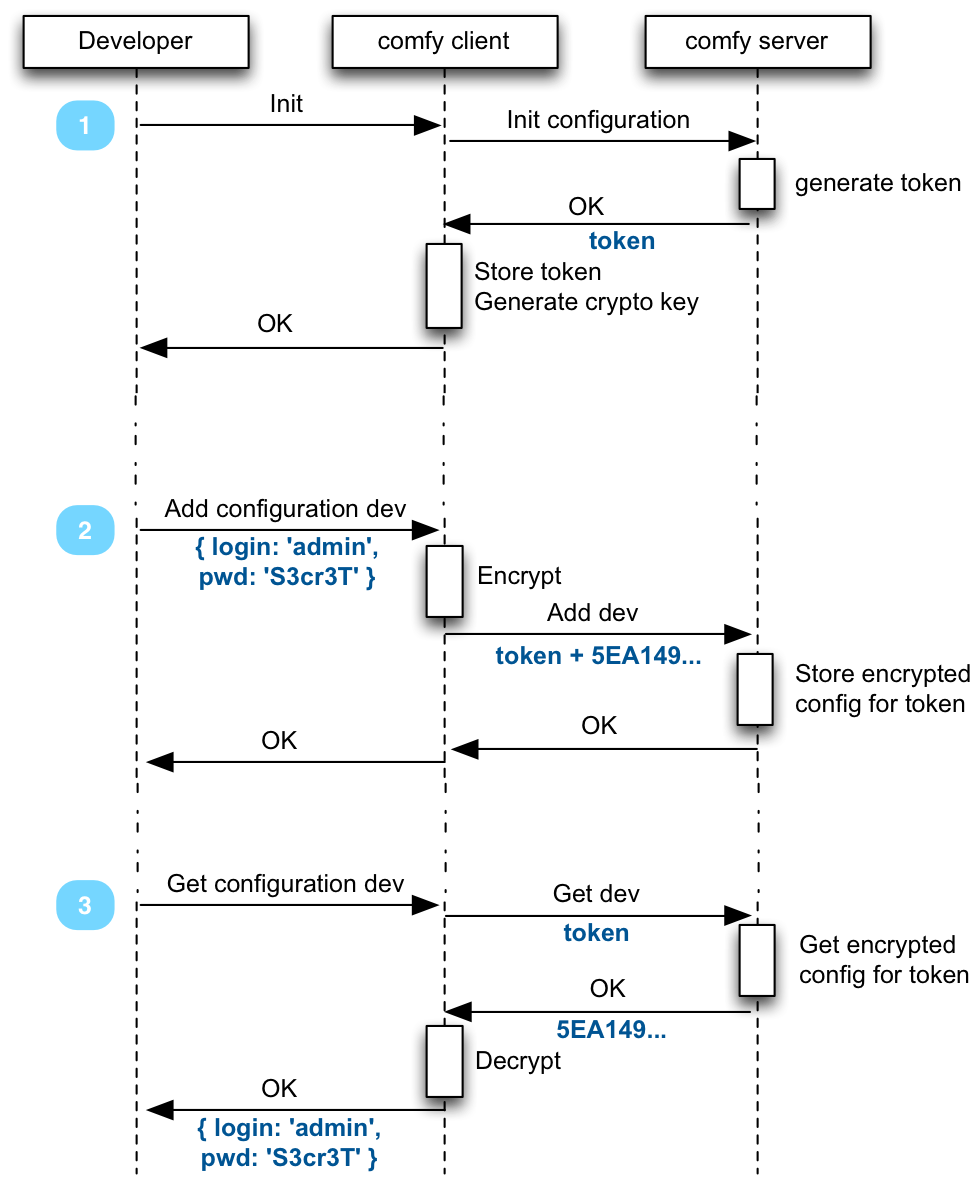 Developer
comfy client
comfy server
1
Init
Init configuration
generate token
OK
token
Store token
Generate crypto key
OK
2
Add configuration dev
{ login: 'admin',
pwd: 'S3cr3T' }
Encrypt
Add dev
token + 5EA149...
Store encrypted
config for token
OK
OK
3
Get configuration dev
Get dev
token
Get encrypted
config for token
OK
5EA149...
Decrypt
OK
{ login: 'admin',
pwd: 'S3cr3T' }